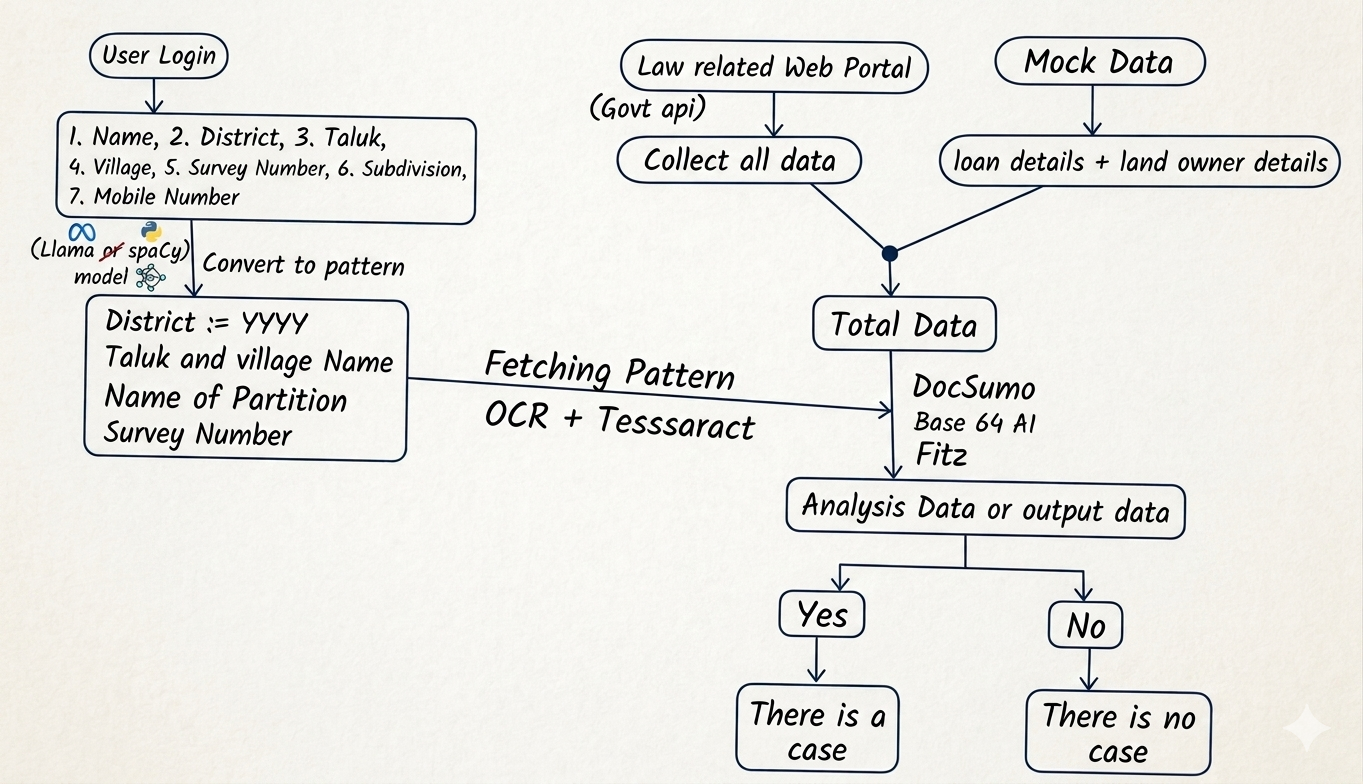 User Login
1. Name, 2. District, 3. Taluk,
4. Village, 5. Survey Number, 6. Subdivision,
7. Mobile Number
(Llama or spaCy)
model
Convert to pattern
District := YYYY
Taluk and village Name
Name of Partition
Survey Number
Fetching Pattern
OCR + Tesssaract
Law related Web Portal
(Govt api)
Collect all data
Mock Data
loan details + land owner details
Total Data
DocSumo
Base 64 AI
Fitz
Analysis Data or output data
Yes
No
There is a
case
There is no
case